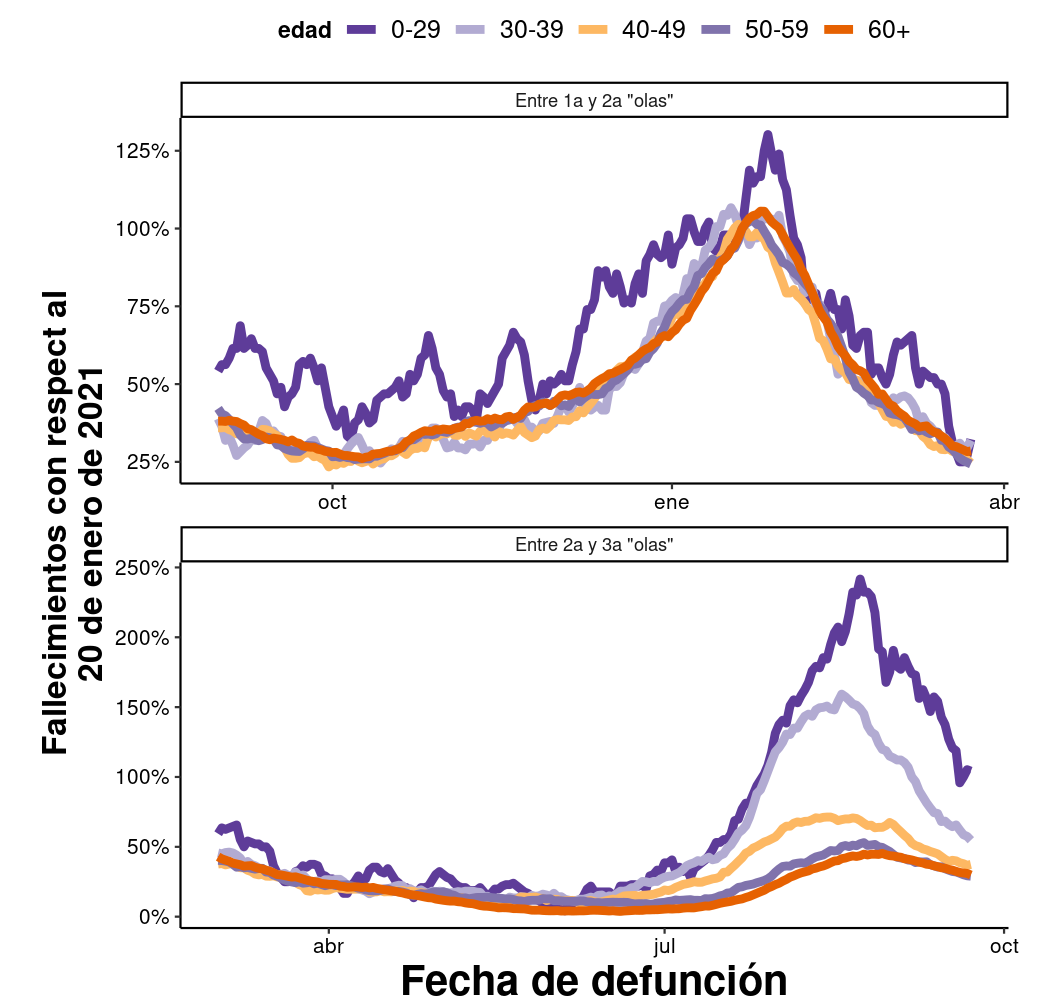 edad 0-29 30-39 40-49 50-59 60+
Entre 1a y 2a "olas"
125%
100%
75%
50%
25%
oct ene abr
Fallecimientos con respect al
20 de enero de 2021
Entre 2a y 3a "olas"
250%
200%
150%
100%
50%
0%
abr jul oct
Fecha de defunción